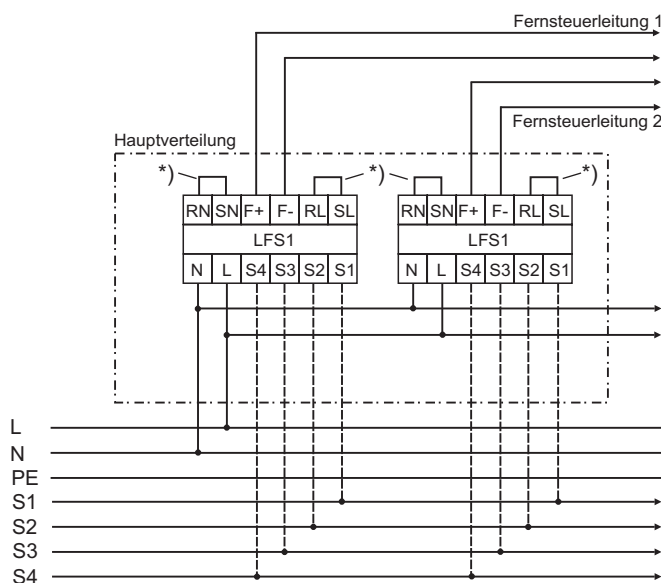 Fernsteuerleitung 1
Fernsteuerleitung 2
Hauptverteilung
*) *) *)
RN SN F+ F- RL SL RN SN F+ F- RL SL
LFS1 LFS1
N L S4 S3 S2 S1 N L S4 S3 S2 S1
L
N
PE
S1
S2
S3
S4